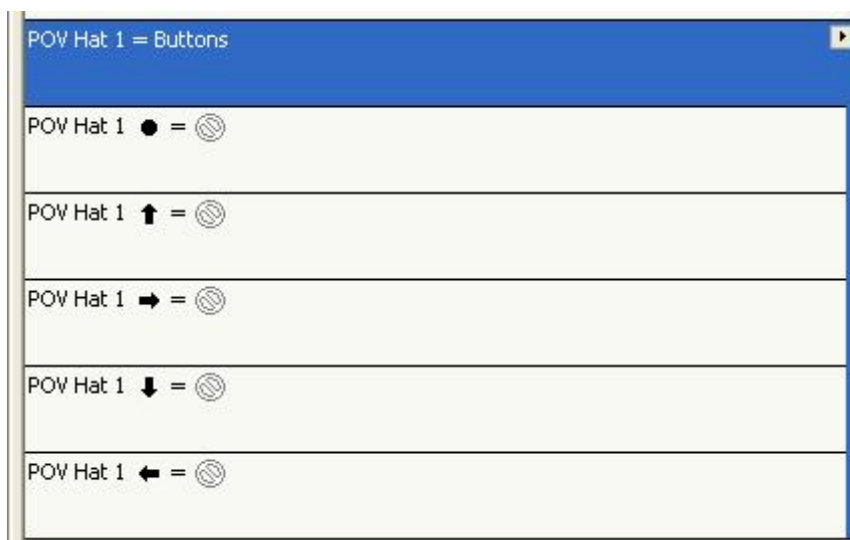 POV Hat 1 = Buttons
POV Hat 1 ● = 🛇
POV Hat 1 ⬆ = 🛇
POV Hat 1 ➡ = 🛇
POV Hat 1 ⬇ = 🛇
POV Hat 1 ⬅ = 🛇